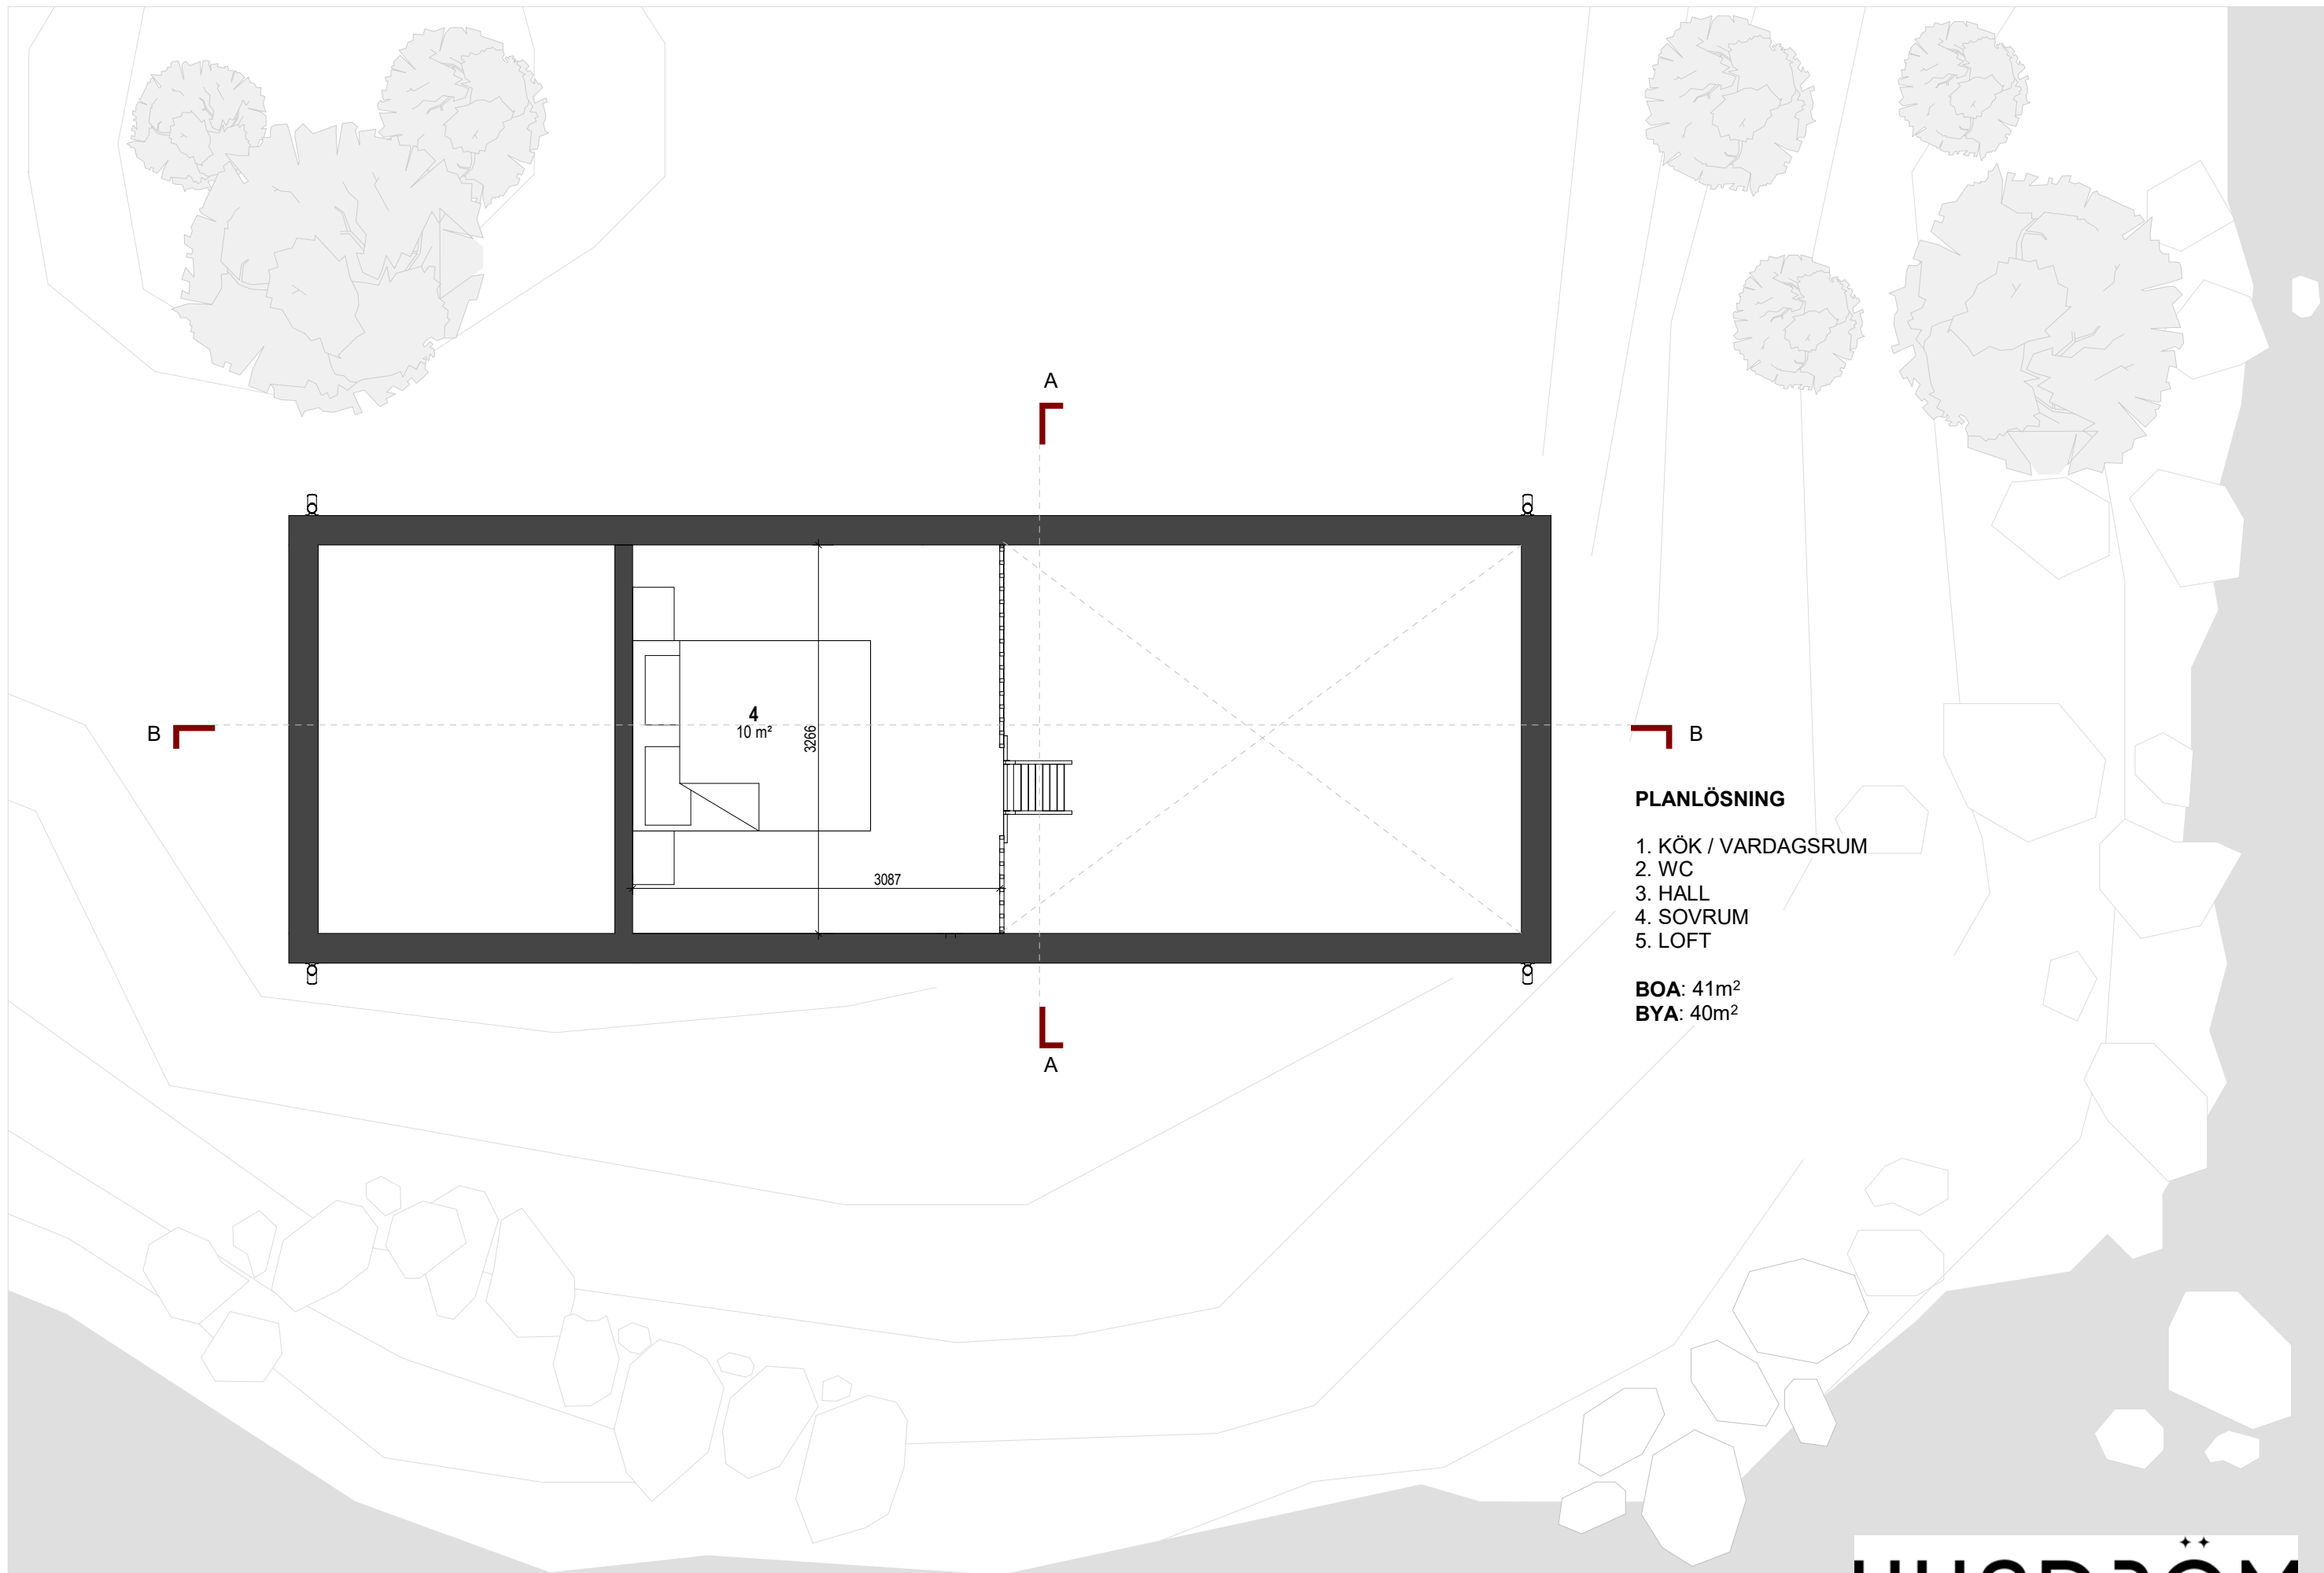 A
B
4
10 m²
3266
B
3087
A
PLANLÖSNING
1. KÖK / VARDAGSRUM
2. WC
3. HALL
4. SOVRUM
5. LOFT
BOA: 41m²
BYA: 40m²
HUSDRÖM